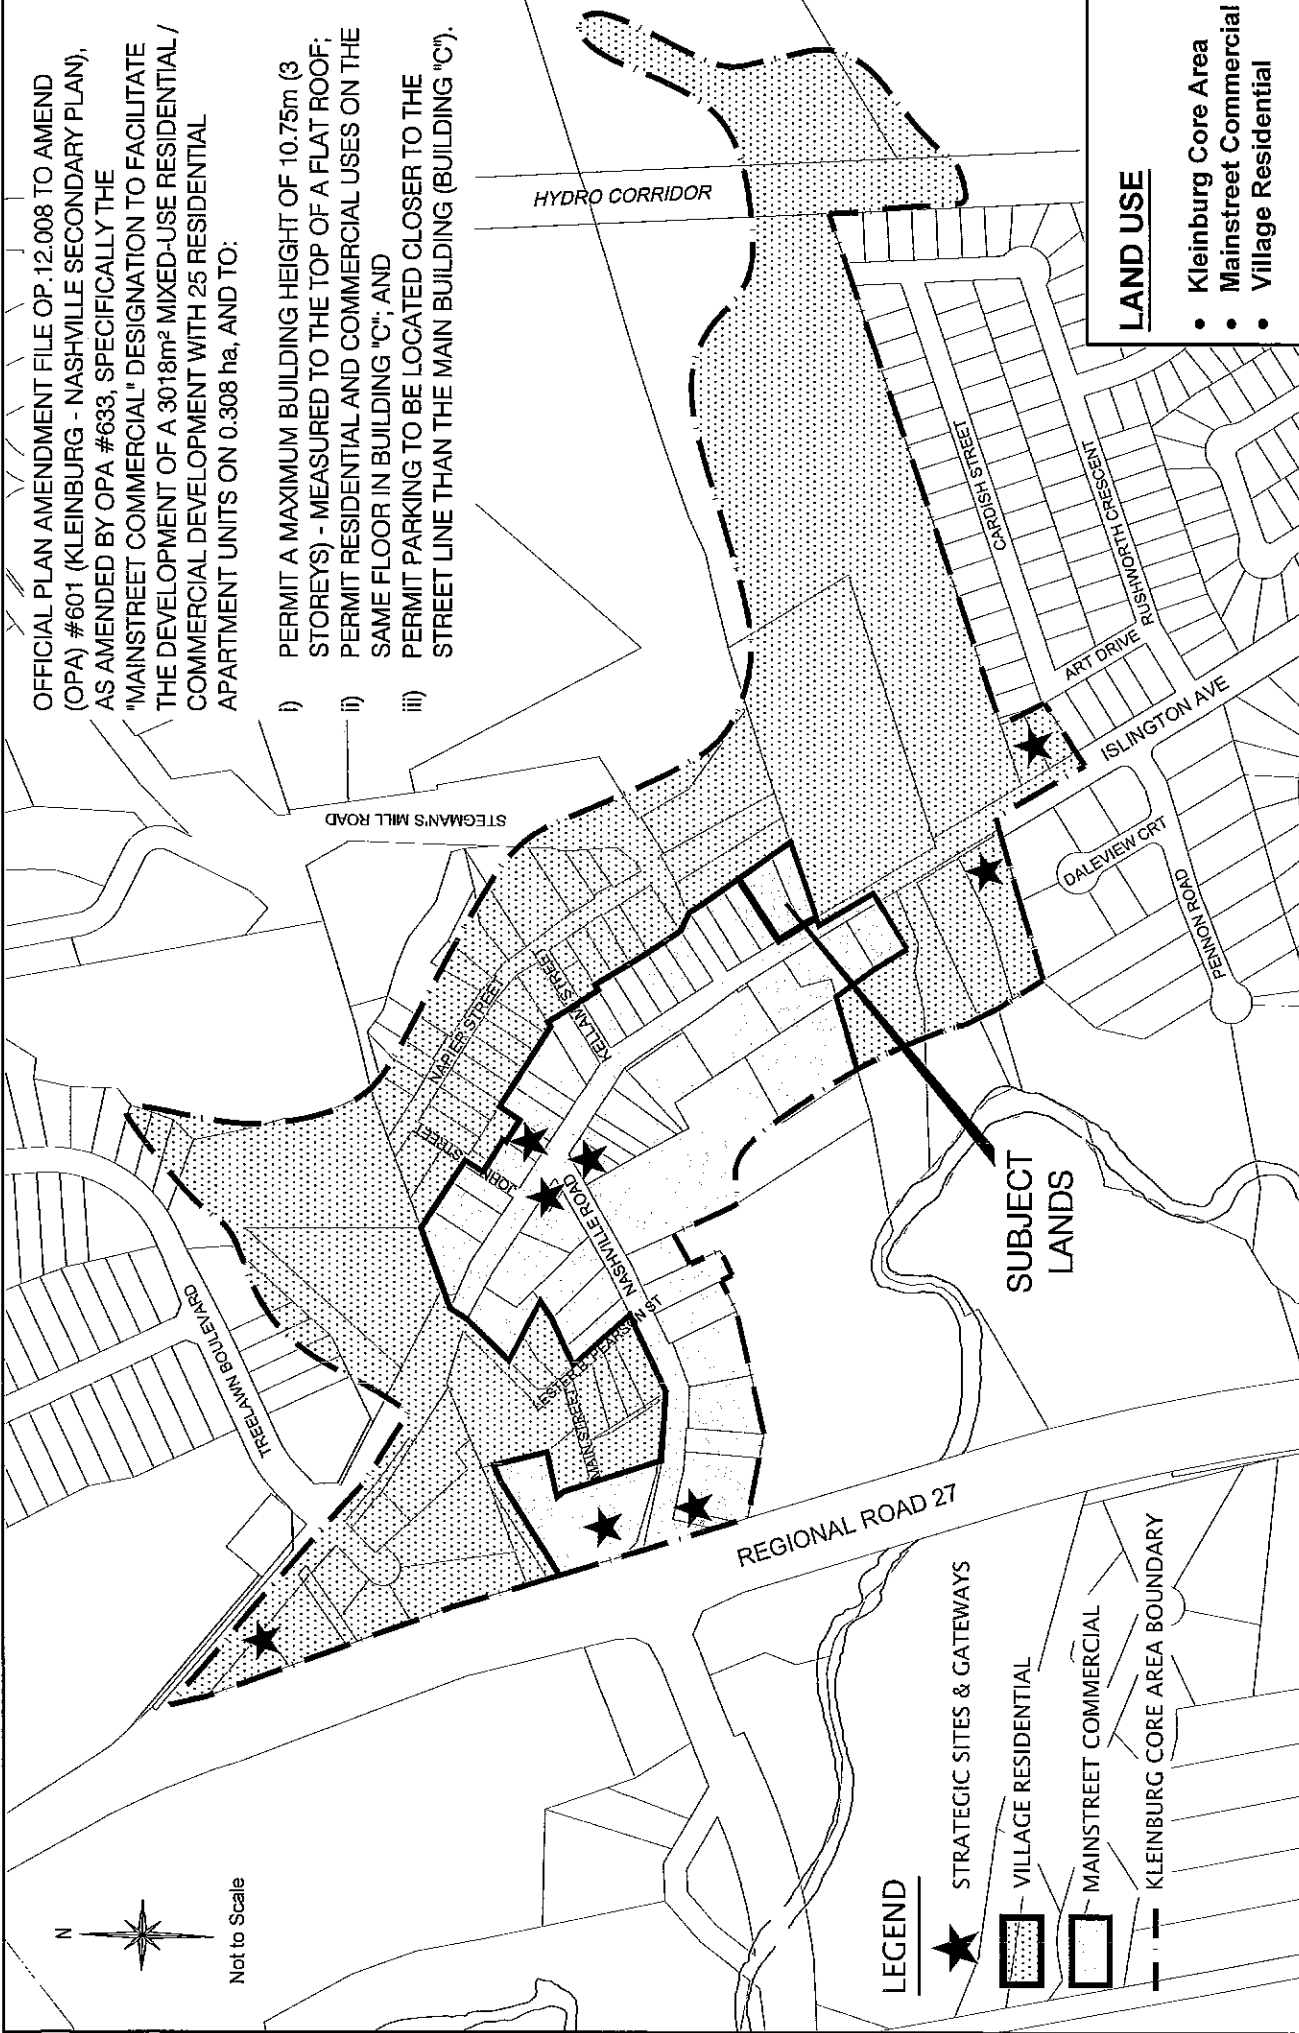 OFFICIAL PLAN AMENDMENT FILE OP.12.008 TO AMEND
(OPA) #601 (KLEINBURG - NASHVILLE SECONDARY PLAN),
AS AMENDED BY OPA #633, SPECIFICALLY THE
"MAINSTREET COMMERCIAL" DESIGNATION TO FACILITATE
THE DEVELOPMENT OF A 3018m² MIXED-USE RESIDENTIAL /
COMMERCIAL DEVELOPMENT WITH 25 RESIDENTIAL
APARTMENT UNITS ON 0.308 ha, AND TO:
i) PERMIT A MAXIMUM BUILDING HEIGHT OF 10.75m (3
STOREYS) - MEASURED TO THE TOP OF A FLAT ROOF;
ii) PERMIT RESIDENTIAL AND COMMERCIAL USES ON THE
SAME FLOOR IN BUILDING "C"; AND
iii) PERMIT PARKING TO BE LOCATED CLOSER TO THE
STREET LINE THAN THE MAIN BUILDING (BUILDING "C").
N
Not to Scale
TREELAWN BOULEVARD
STEGMAN'S MILL ROAD
HYDRO CORRIDOR
NAPIER STREET
KELLAM STREET
JOHN STREET
NASHVILLE ROAD
LESTER B. PEARSON ST
MAIN STREET
CARDISH STREET
RUSHWORTH CRESCENT
ART DRIVE
ISLINGTON AVE
DALEVIEW CRT
PENNON ROAD
REGIONAL ROAD 27
SUBJECT
LANDS
LEGEND
STRATEGIC SITES & GATEWAYS
VILLAGE RESIDENTIAL
MAINSTREET COMMERCIAL
KLEINBURG CORE AREA BOUNDARY
LAND USE
• Kleinburg Core Area
• Mainstreet Commercial
• Village Residential